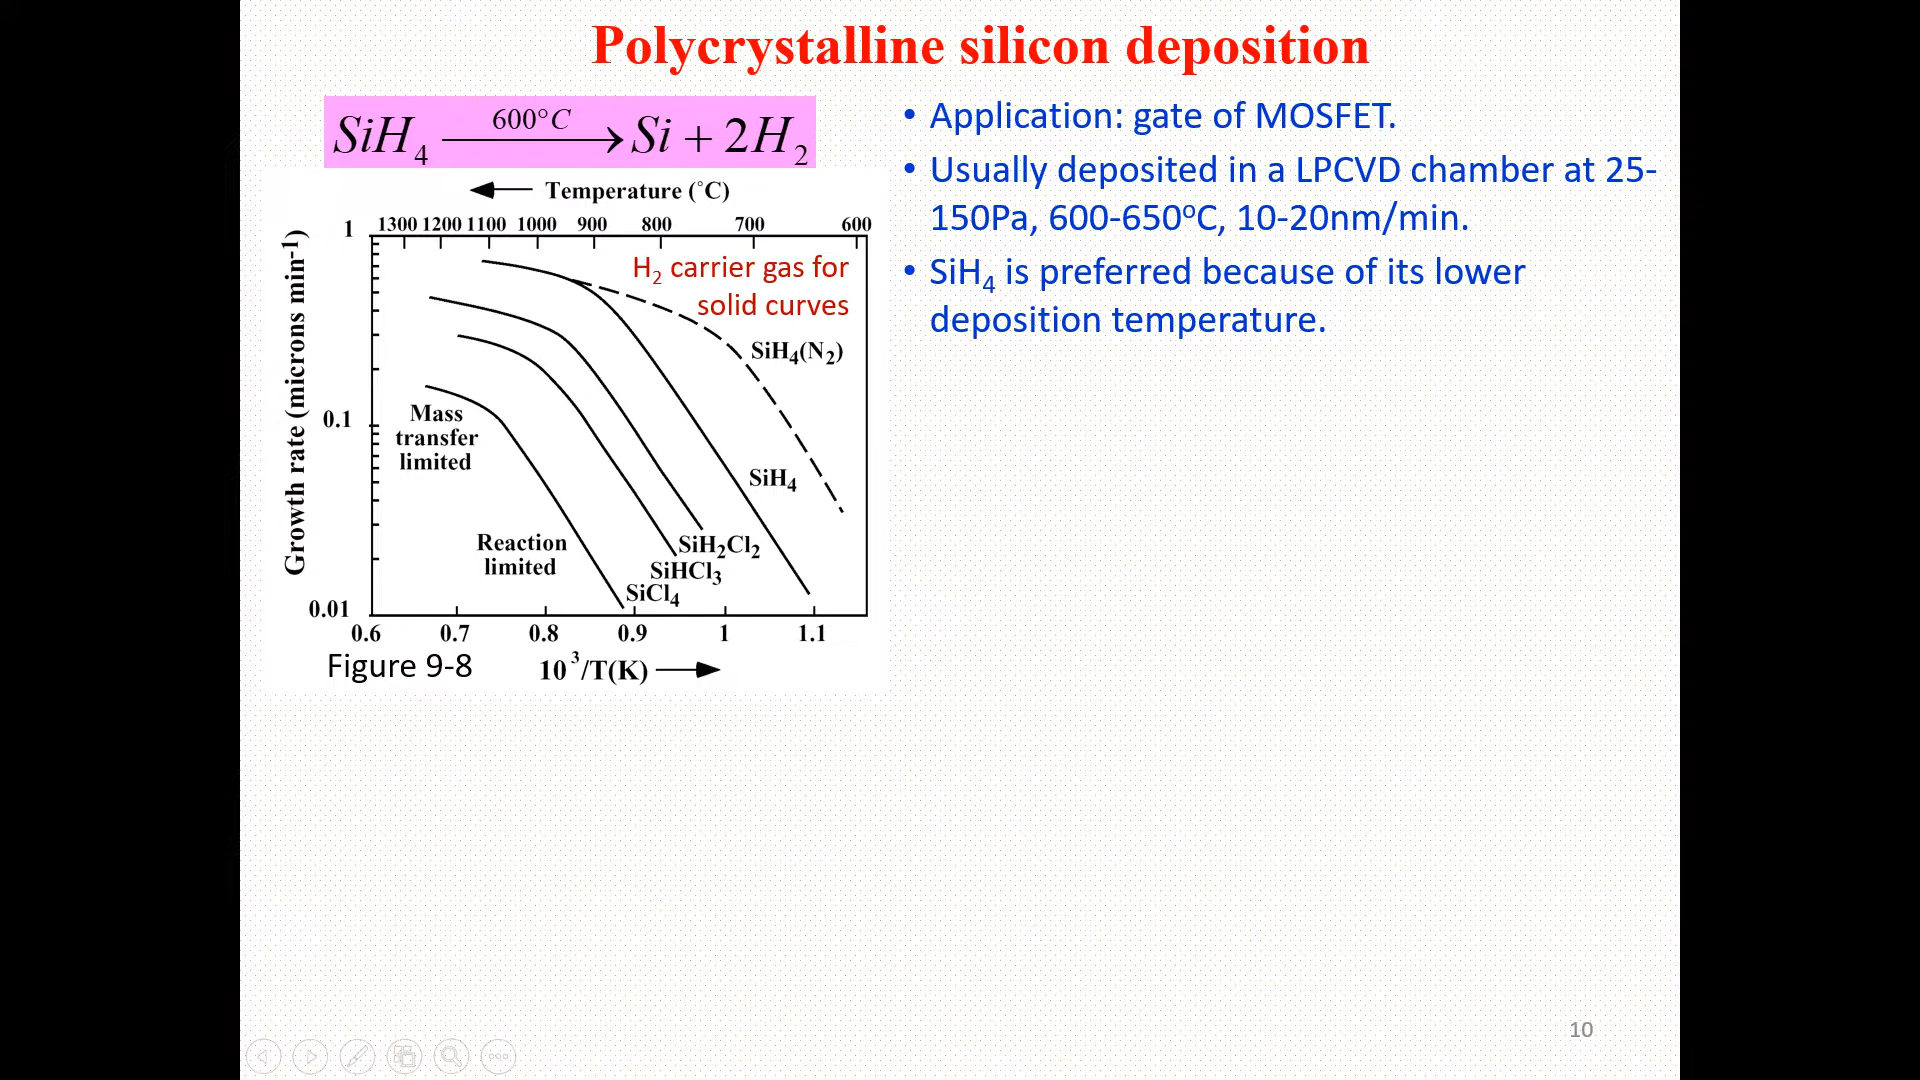 Polycrystalline silicon deposition
SiH₄ —600°C→ Si + 2H₂
• Application: gate of MOSFET.
• Usually deposited in a LPCVD chamber at 25-
150Pa, 600-650ᵒC, 10-20nm/min.
• SiH₄ is preferred because of its lower
deposition temperature.
← Temperature (˚C)
1300 1200 1100 1000 900 800 700 600
Growth rate (microns min⁻¹)
1
0.1
0.01
H₂ carrier gas for
solid curves
SiH₄(N₂)
Mass
transfer
limited
SiH₄
Reaction
limited
SiH₂Cl₂
SiHCl₃
SiCl₄
0.6 0.7 0.8 0.9 1 1.1
Figure 9-8
10³/T(K) →
10